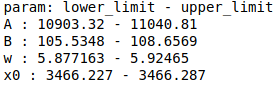 param: lower_limit - upper_limit
A : 10903.32 - 11040.81
B : 105.5348 - 108.6569
w : 5.877163 - 5.92465
x0 : 3466.227 - 3466.287